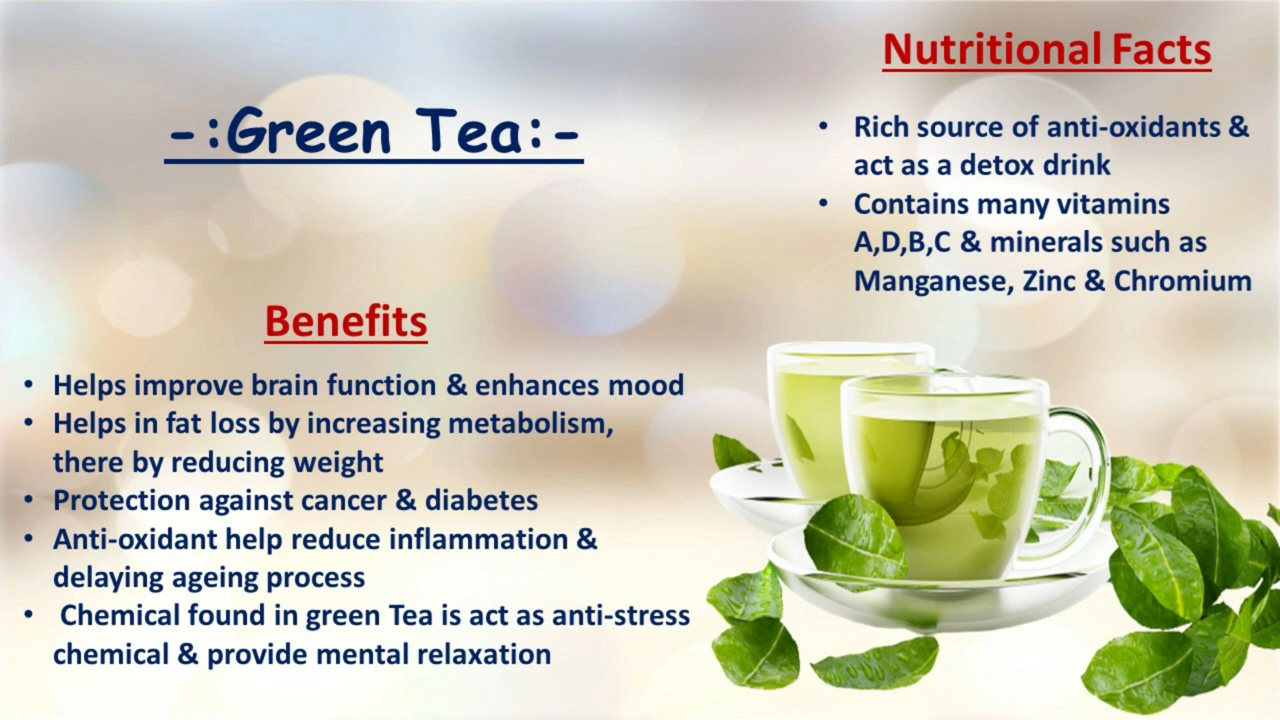 -:Green Tea:-
Nutritional Facts
• Rich source of anti-oxidants &
act as a detox drink
• Contains many vitamins
A,D,B,C & minerals such as
Manganese, Zinc & Chromium
Benefits
• Helps improve brain function & enhances mood
• Helps in fat loss by increasing metabolism,
there by reducing weight
• Protection against cancer & diabetes
• Anti-oxidant help reduce inflammation &
delaying ageing process
• Chemical found in green Tea is act as anti-stress
chemical & provide mental relaxation